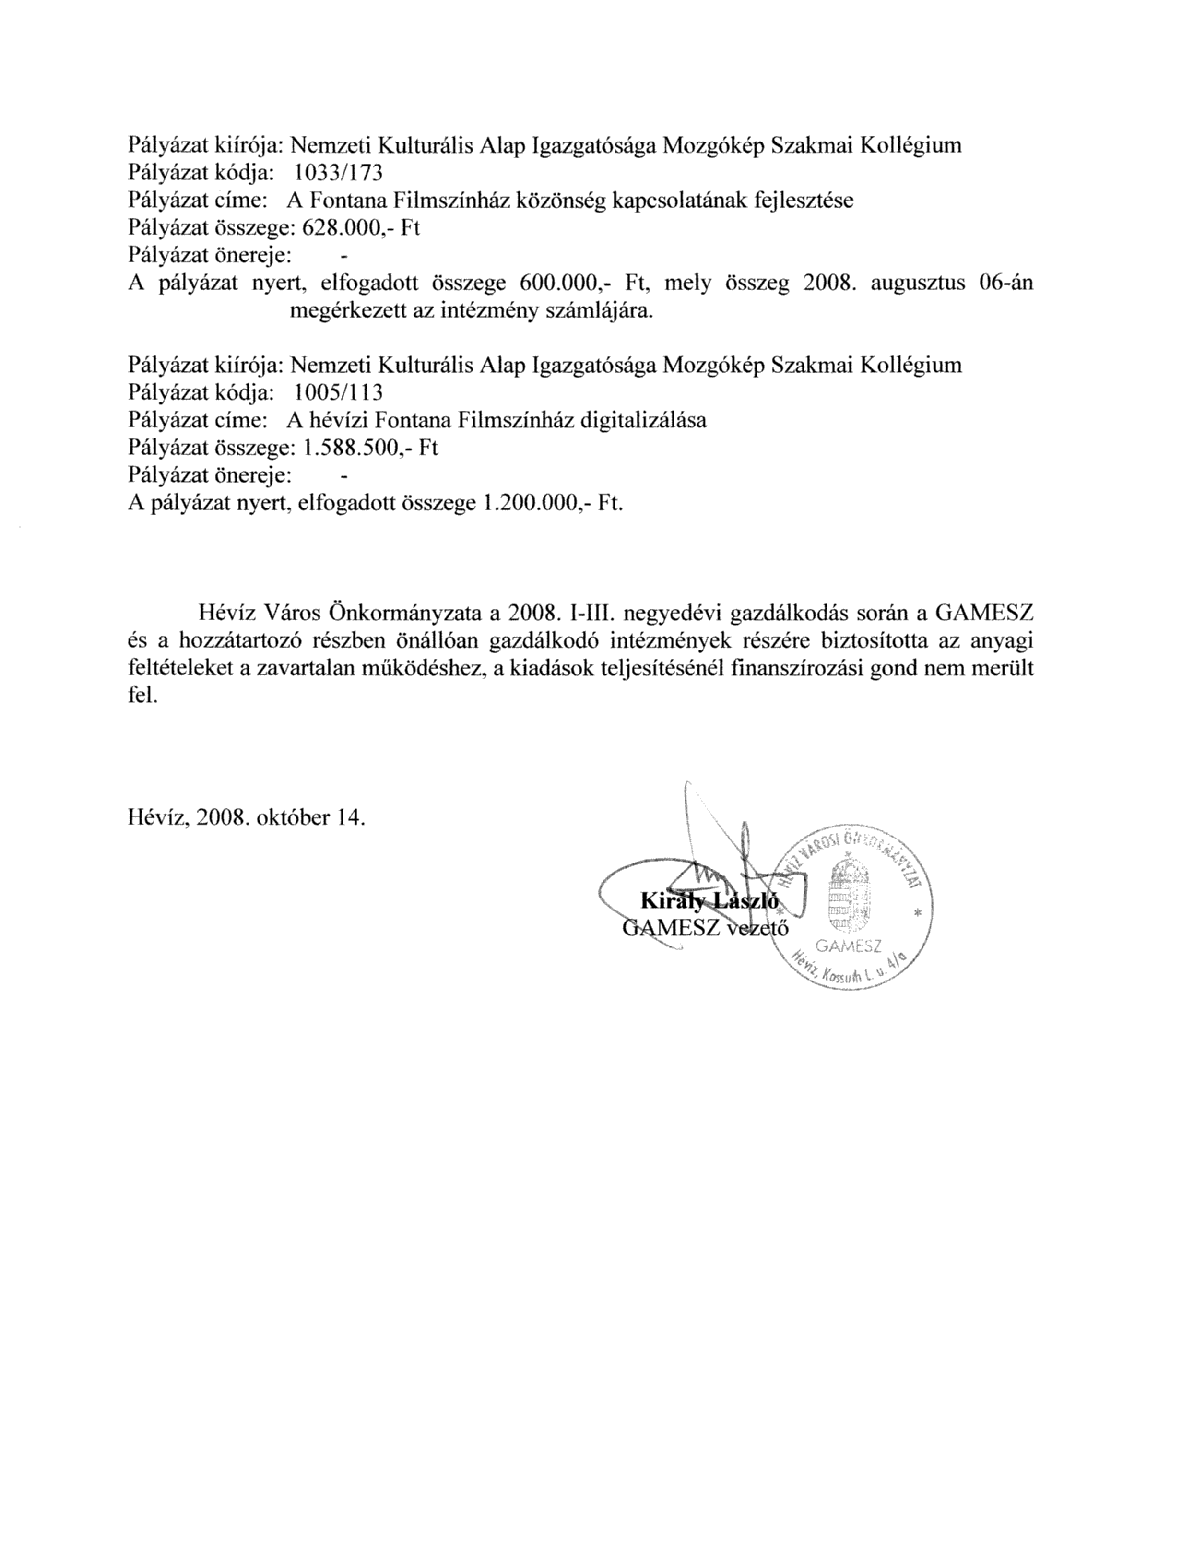 Pályázat kiírója: Nemzeti Kulturális Alap Igazgatósága Mozgókép Szakmai Kollégium
Pályázat kódja: 1033/173
Pályázat címe: A Fontana Filmszínház közönség kapcsolatának fejlesztése
Pályázat összege: 628.000,- Ft
Pályázat önereje: -
A pályázat nyert, elfogadott összege 600.000,- Ft, mely összeg 2008. augusztus 06-án
megérkezett az intézmény számlájára.
Pályázat kiírója: Nemzeti Kulturális Alap Igazgatósága Mozgókép Szakmai Kollégium
Pályázat kódja: 1005/113
Pályázat címe: A hévízi Fontana Filmszínház digitalizálása
Pályázat összege: 1.588.500,- Ft
Pályázat önereje: -
A pályázat nyert, elfogadott összege 1.200.000,- Ft.
Hévíz Város Önkormányzata a 2008. I-III. negyedévi gazdálkodás során a GAMESZ
és a hozzátartozó részben önállóan gazdálkodó intézmények részére biztosította az anyagi
feltételeket a zavartalan működéshez, a kiadások teljesítésénél finanszírozási gond nem merült
fel.
Hévíz, 2008. október 14.
Király László
GAMESZ vezető
HÉVÍZ VÁROSI ÖNKORMÁNYZAT
GAMESZ
Hévíz, Kossuth L. u. 4/a